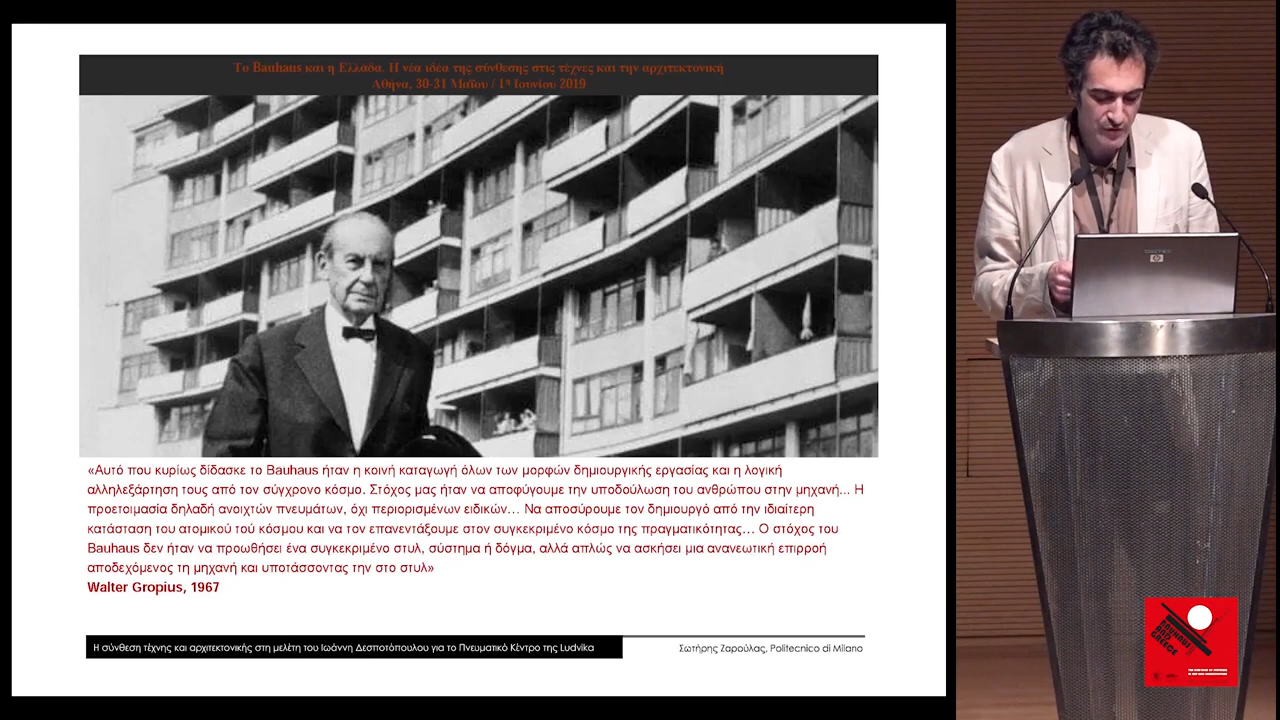 Το Bauhaus και η Ελλάδα. Η νέα ιδέα της σύνθεσης στις τέχνες και την αρχιτεκτονική
Αθήνα, 30-31 Μαΐου / 1η Ιουνίου 2019
«Αυτό που κυρίως δίδασκε το Bauhaus ήταν η κοινή καταγωγή όλων των μορφών δημιουργικής εργασίας και η λογική
αλληλεξάρτηση τους από τον σύγχρονο κόσμο. Στόχος μας ήταν να αποφύγουμε την υποδούλωση του ανθρώπου στην μηχανή... Η
προετοιμασία δηλαδή ανοιχτών πνευμάτων, όχι περιορισμένων ειδικών… Να αποσύρουμε τον δημιουργό από την ιδιαίτερη
κατάσταση του ατομικού τού κόσμου και να τον επανεντάξουμε στον συγκεκριμένο κόσμο της πραγματικότητας… Ο στόχος του
Bauhaus δεν ήταν να προωθήσει ένα συγκεκριμένο στυλ, σύστημα ή δόγμα, αλλά απλώς να ασκήσει μια ανανεωτική επιρροή
αποδεχόμενος τη μηχανή και υποτάσσοντας την στο στυλ»
Walter Gropius, 1967
Η σύνθεση τέχνης και αρχιτεκτονικής στη μελέτη του Ιωάννη Δεσποτόπουλου για το Πνευματικό Κέντρο της Ludvika
Σωτήρης Ζαρούλας, Politecnico di Milano
hp
BAUHAUS
AND
GREECE